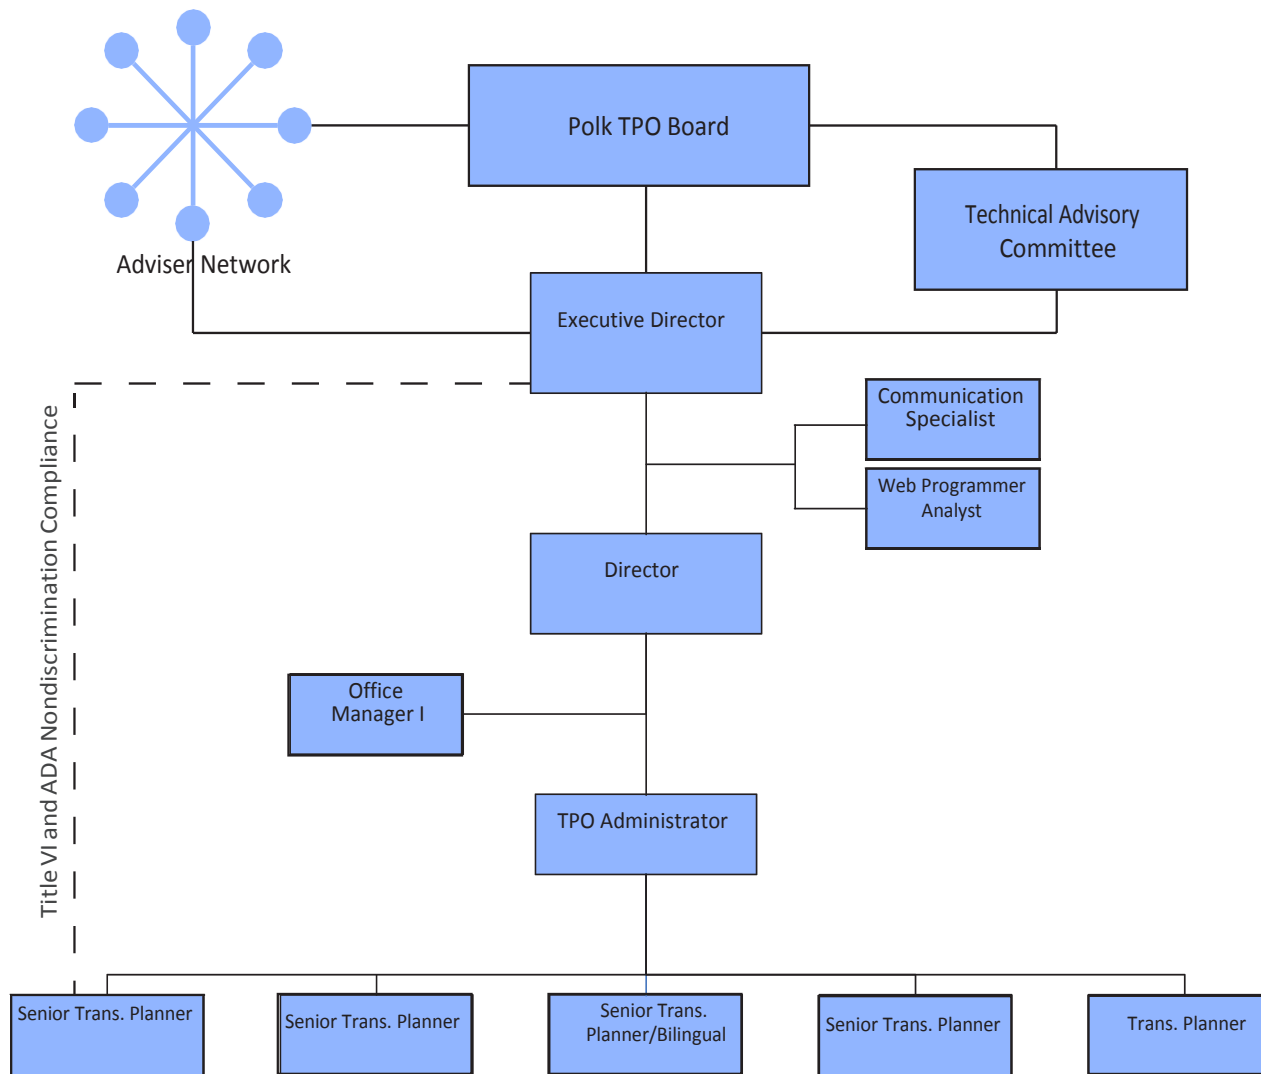 Polk TPO Board
Technical Advisory
Committee
Adviser Network
Executive Director
Communication
Specialist
Web Programmer
Analyst
Title VI and ADA Nondiscrimination Compliance
Director
Office
Manager I
TPO Administrator
Senior Trans. Planner
Senior Trans. Planner
Senior Trans.
Planner/Bilingual
Senior Trans. Planner
Trans. Planner